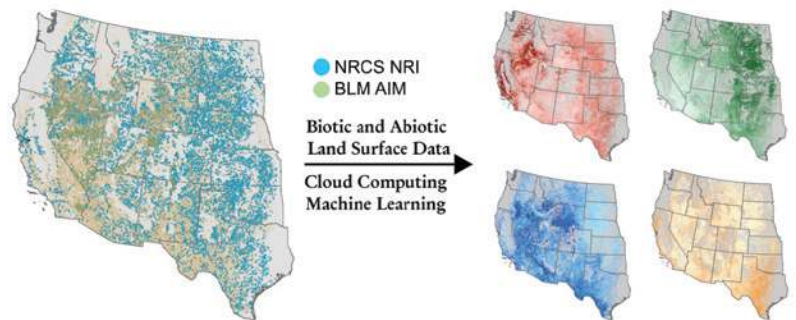 NRCS NRI
BLM AIM
Biotic and Abiotic
Land Surface Data
Cloud Computing
Machine Learning